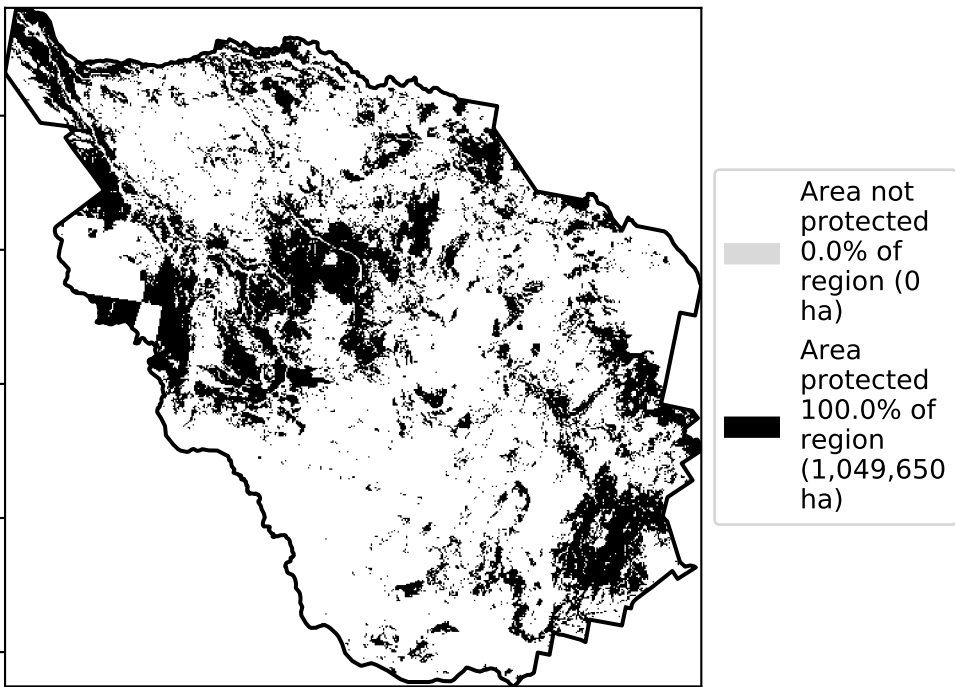 Area not
protected
0.0% of
region (0
ha)
Area
protected
100.0% of
region
(1,049,650
ha)